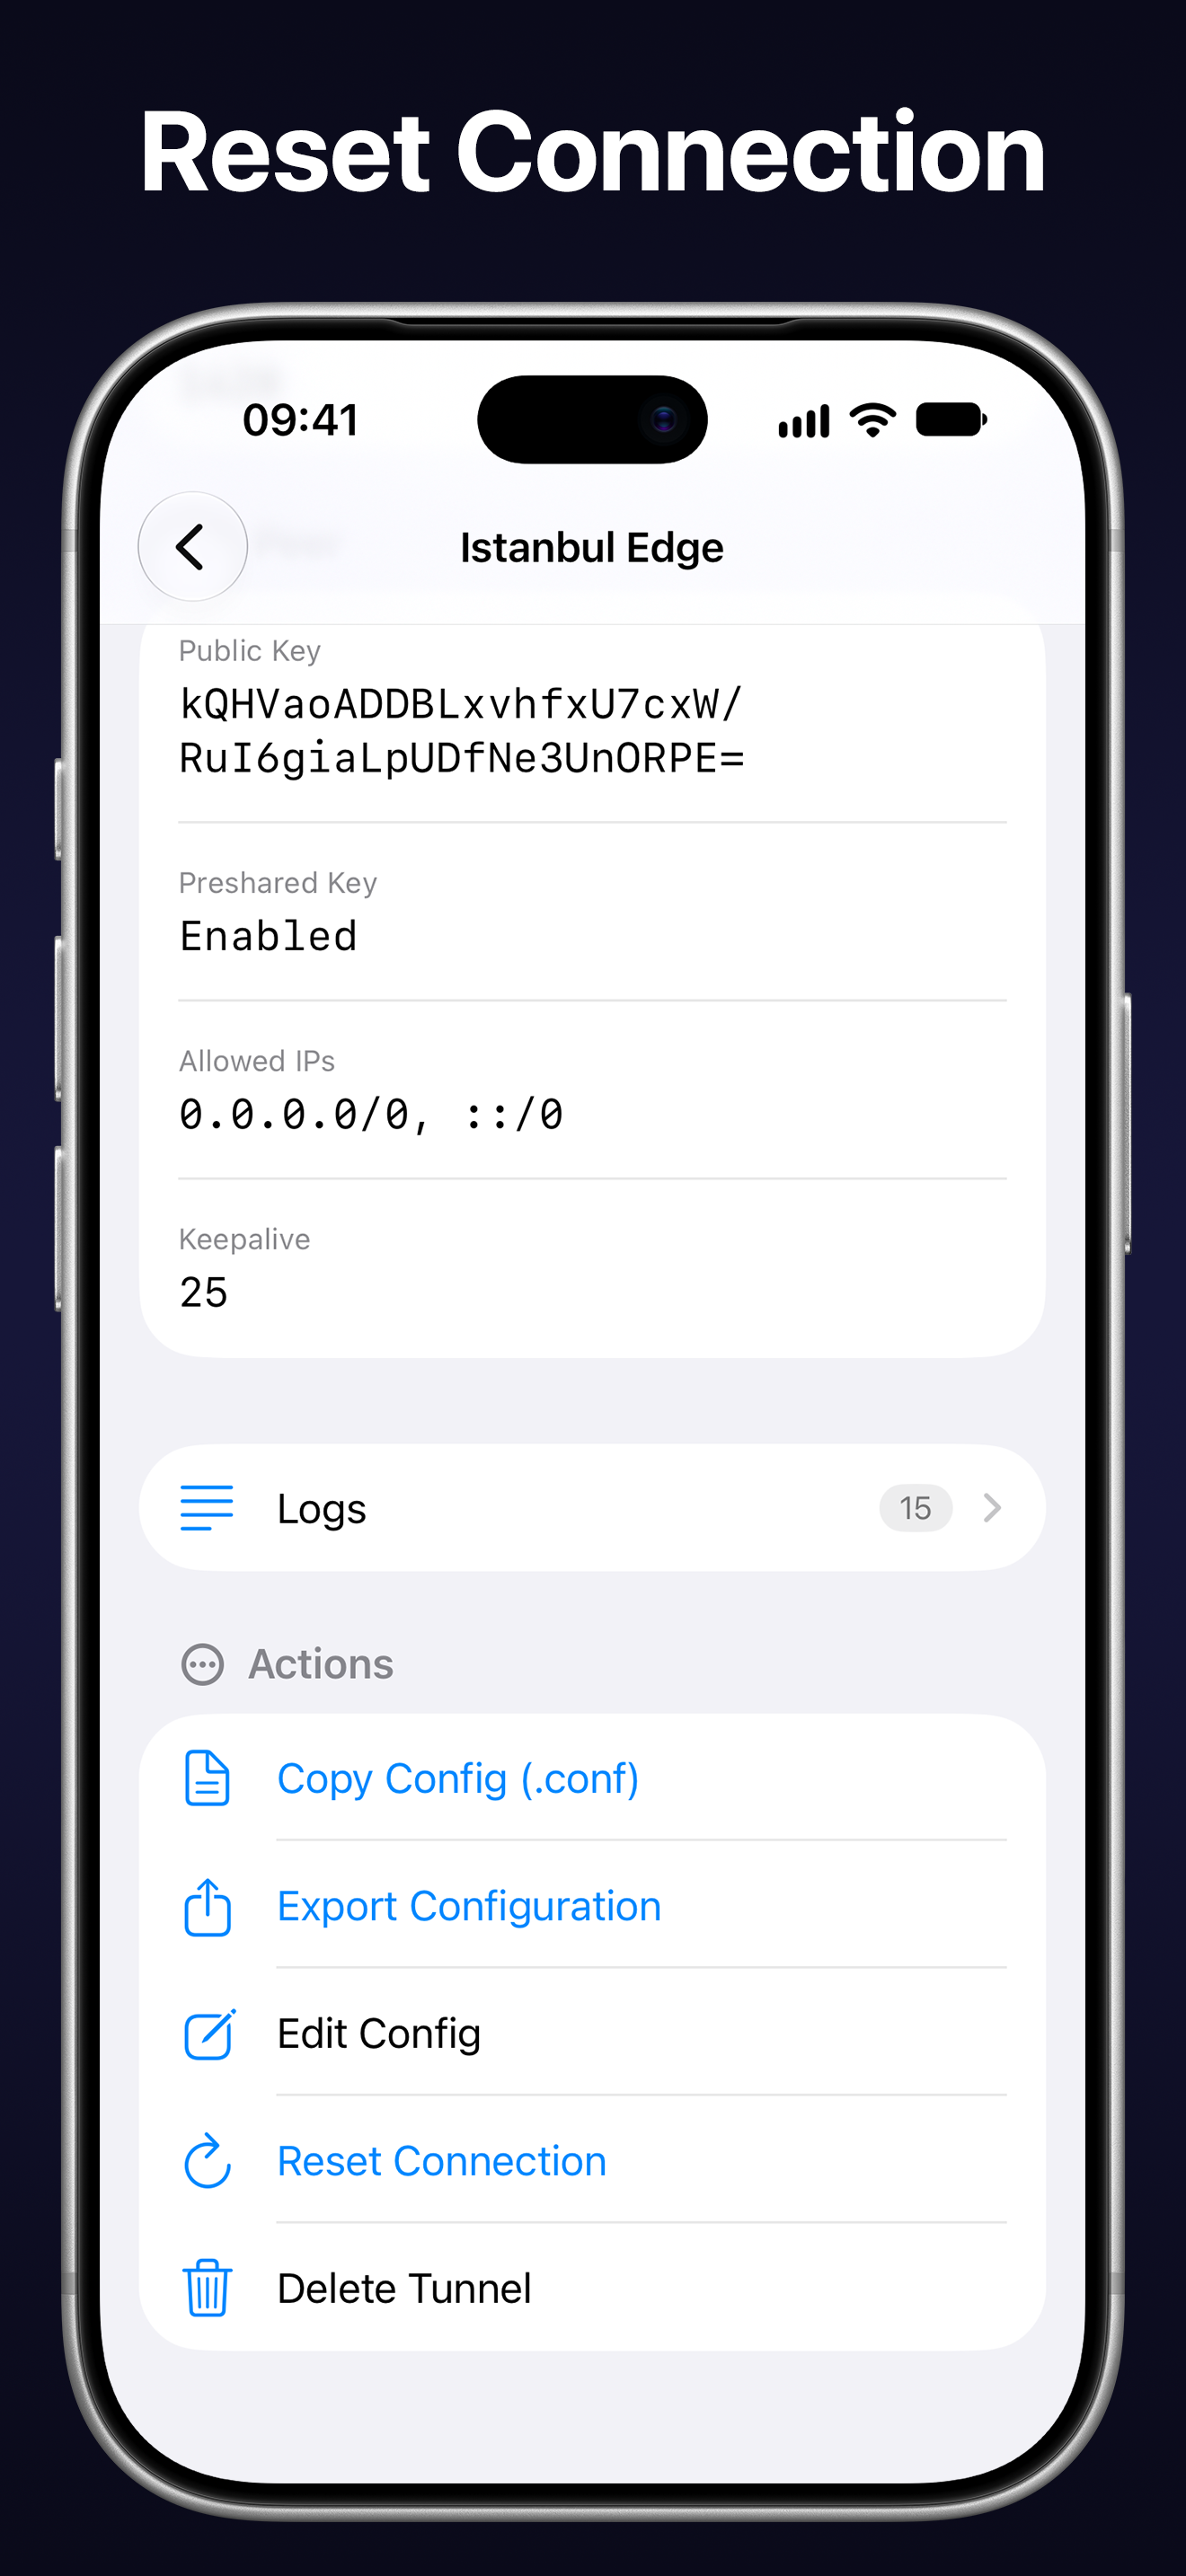 Reset Connection
09:41
Istanbul Edge
Public Key
kQHVaoADDBLxvhfxU7cxW/
RuI6giaLpUDfNe3UnORPE=
Preshared Key
Enabled
Allowed IPs
0.0.0.0/0, ::/0
Keepalive
25
Logs
15
Actions
Copy Config (.conf)
Export Configuration
Edit Config
Reset Connection
Delete Tunnel